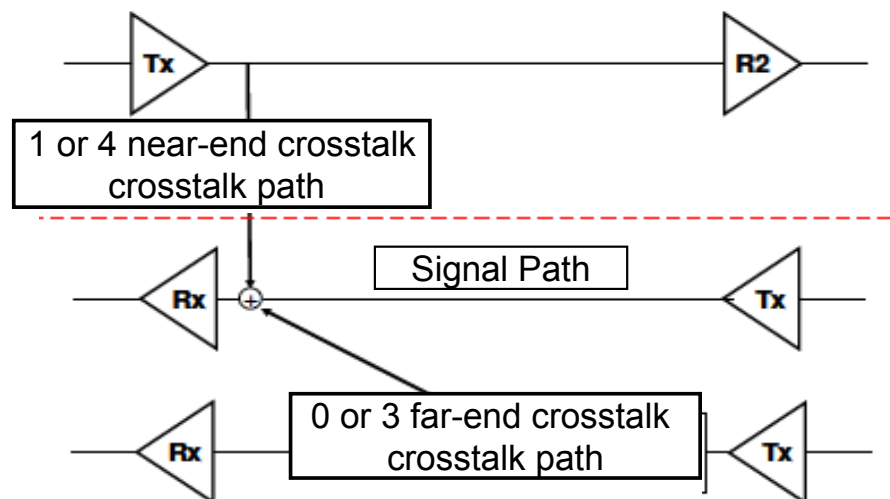 Tx
R2
1 or 4 near-end crosstalk
crosstalk path
Signal Path
Rx
+
Tx
0 or 3 far-end crosstalk
crosstalk path
Rx
Tx